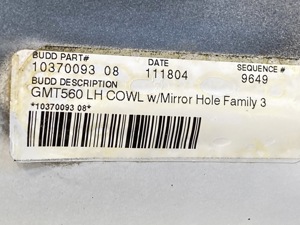 BUDD PART# DATE SEQUENCE #
10370093 08 111804 9649
BUDD DESCRIPTION
GMT560 LH COWL w/Mirror Hole Family 3
*10370093 08*